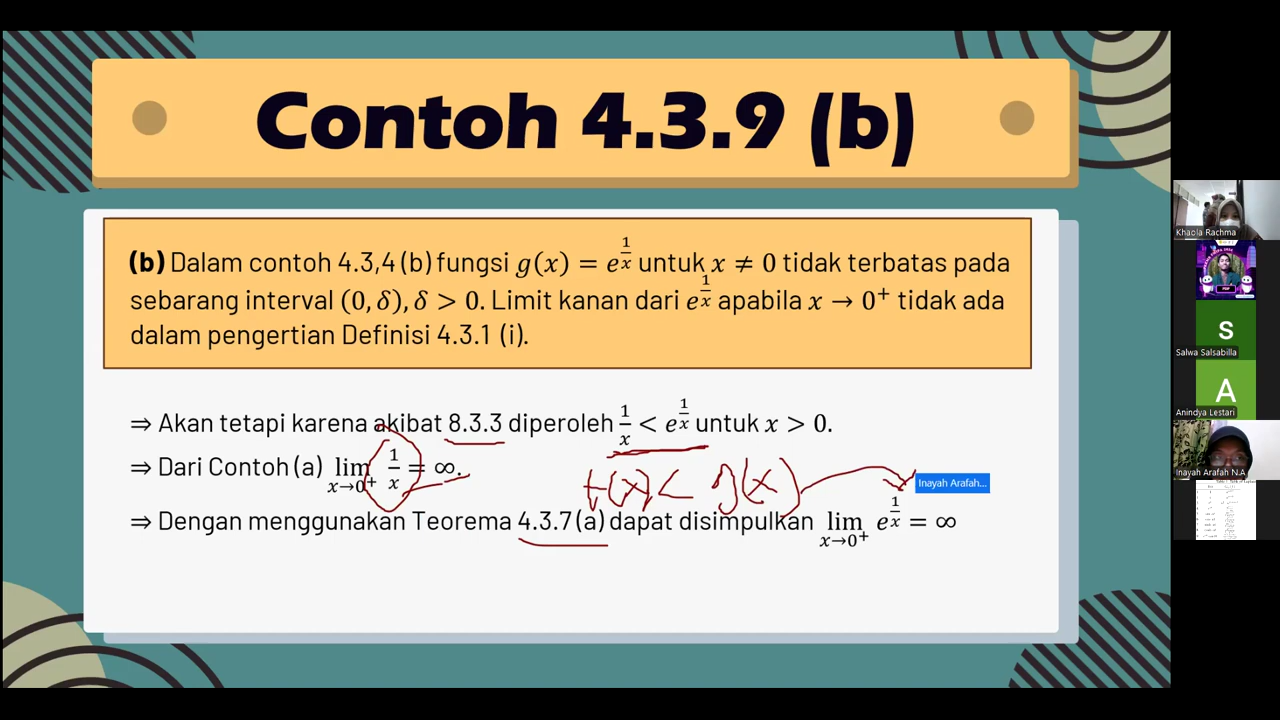 Contoh 4.3.9 (b)
(b) Dalam contoh 4.3,4 (b) fungsi g(x) = e^{1/x} untuk x ≠ 0 tidak terbatas pada
sebarang interval (0, δ), δ > 0. Limit kanan dari e^{1/x} apabila x → 0⁺ tidak ada
dalam pengertian Definisi 4.3.1 (i).
⇒ Akan tetapi karena akibat 8.3.3 diperoleh 1/x < e^{1/x} untuk x > 0.
⇒ Dari Contoh (a) lim_{x→0⁺} 1/x = ∞.
f(x) < g(x)
⇒ Dengan menggunakan Teorema 4.3.7 (a) dapat disimpulkan lim_{x→0⁺} e^{1/x} = ∞
Inayah Arafah...
Khaola Rachma
S
Salwa Salsabilla
A
Anindya Lestari
Inayah Arafah N.A